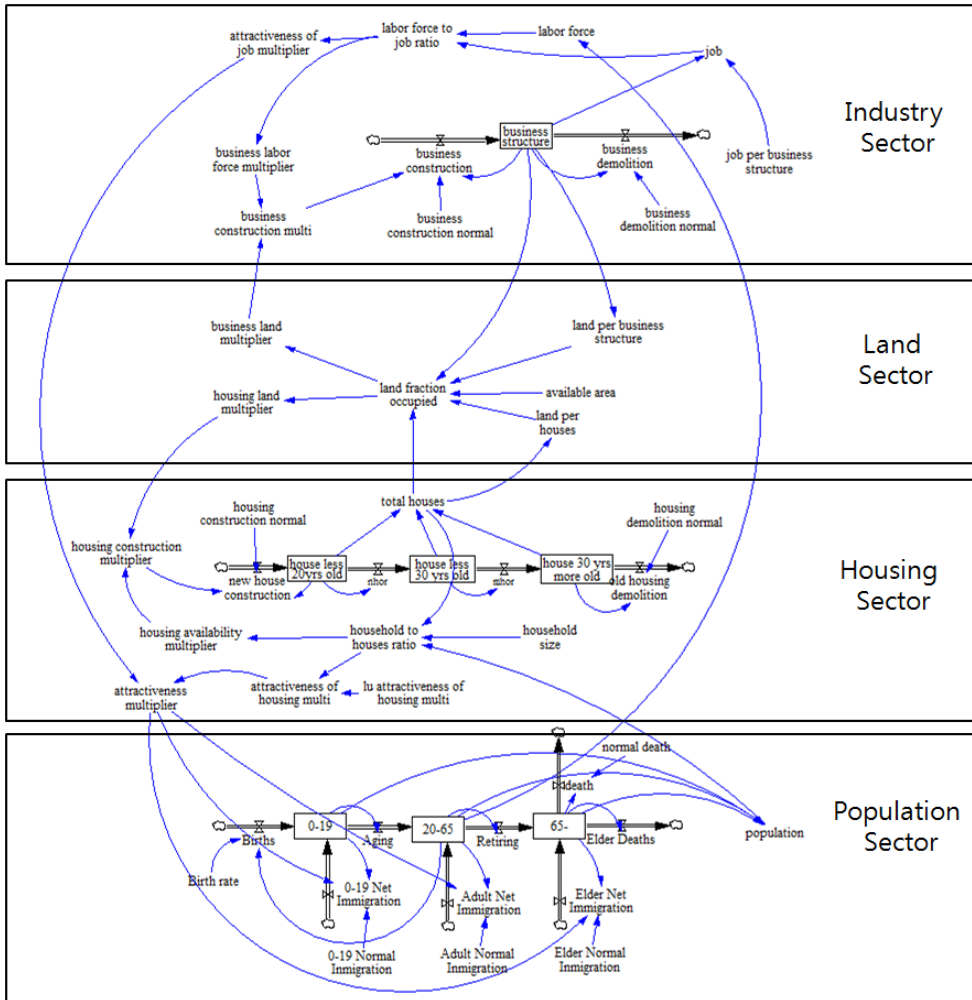 attractiveness of
job multiplier
labor force to
job ratio
labor force
job
Industry
Sector
business
structure
business labor
force multiplier
business
construction
business
demolition
job per business
structure
business
construction multi
business
construction normal
business
demolition normal
business land
multiplier
land per business
structure
Land
Sector
housing land
multiplier
land fraction
occupied
available area
land per
houses
total houses
housing
construction normal
housing
demolition normal
housing construction
multiplier
house less
20yrs old
nhor
house less
30 yrs old
mhor
house 30 yrs
more old
new house
construction
old housing
demolition
Housing
Sector
housing availability
multiplier
household to
houses ratio
household
size
attractiveness
multiplier
attractiveness of
housing multi
lu attractiveness of
housing multi
normal death
death
Population
Sector
0-19
20-65
65-
Births
Aging
Retiring
Elder Deaths
population
Birth rate
0-19 Net
Immigration
Adult Net
Immigration
Elder Net
Immigration
0-19 Normal
Inmigration
Adult Normal
Inmigration
Elder Normal
Inmigration